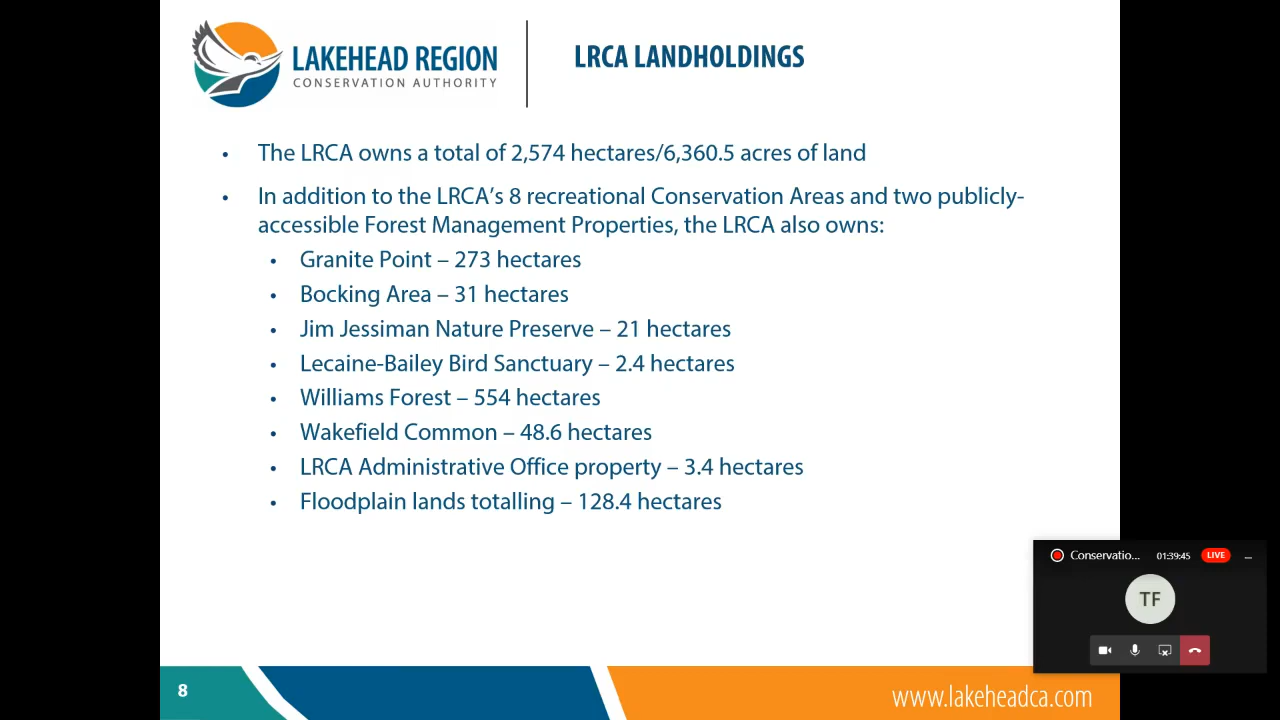 LAKEHEAD REGION
CONSERVATION AUTHORITY
LRCA LANDHOLDINGS
• The LRCA owns a total of 2,574 hectares/6,360.5 acres of land
• In addition to the LRCA’s 8 recreational Conservation Areas and two publicly-
accessible Forest Management Properties, the LRCA also owns:
• Granite Point – 273 hectares
• Bocking Area – 31 hectares
• Jim Jessiman Nature Preserve – 21 hectares
• Lecaine-Bailey Bird Sanctuary – 2.4 hectares
• Williams Forest – 554 hectares
• Wakefield Common – 48.6 hectares
• LRCA Administrative Office property – 3.4 hectares
• Floodplain lands totalling – 128.4 hectares
Conservatio... 01:39:45 LIVE
TF
8
www.lakeheadca.com